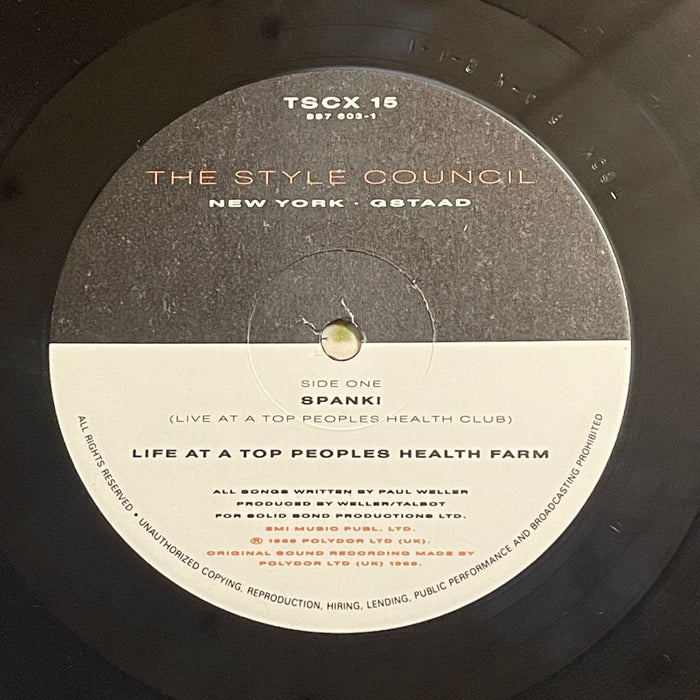 TSCX 15
887 603-1
THE STYLE COUNCIL
NEW YORK · GSTAAD
SIDE ONE
SPANKI
(LIVE AT A TOP PEOPLES HEALTH CLUB)
LIFE AT A TOP PEOPLES HEALTH FARM
ALL SONGS WRITTEN BY PAUL WELLER
PRODUCED BY WELLER/TALBOT
FOR SOLID BOND PRODUCTIONS LTD.
EMI MUSIC PUBL. LTD.
Ⓡ 1988 POLYDOR LTD (UK).
ORIGINAL SOUND RECORDING MADE BY
POLYDOR LTD (UK) 1988.
ALL RIGHTS RESERVED • UNAUTHORIZED COPYING, REPRODUCTION, HIRING, LENDING, PUBLIC PERFORMANCE AND BROADCASTING PROHIBITED